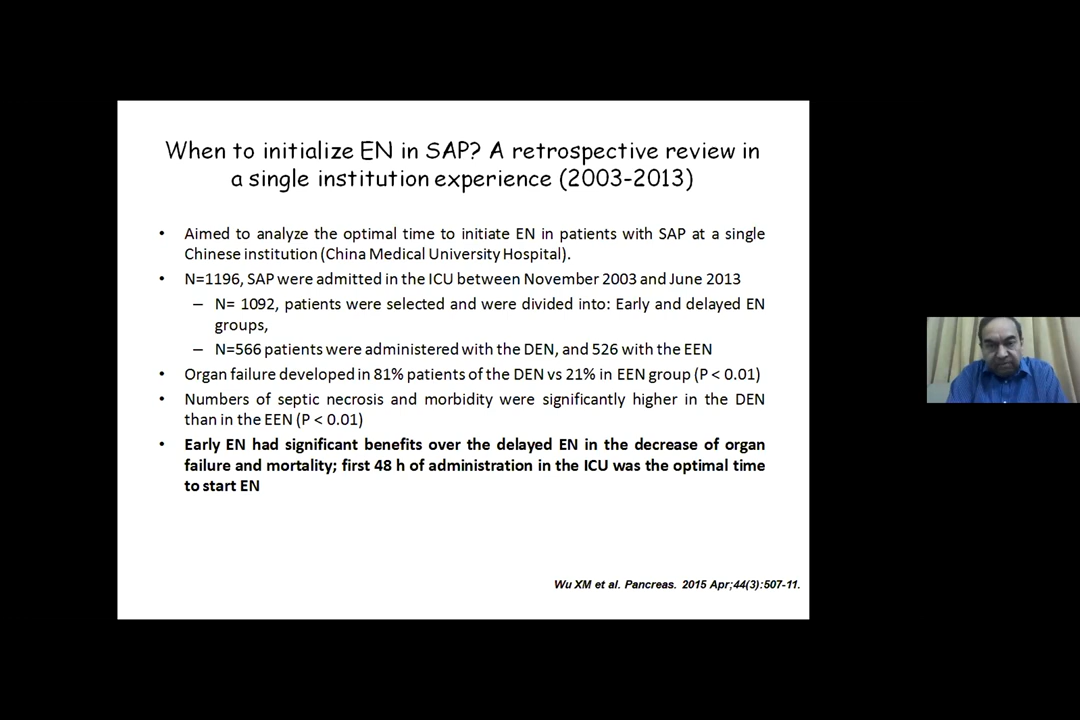 When to initialize EN in SAP? A retrospective review in
a single institution experience (2003-2013)
• Aimed to analyze the optimal time to initiate EN in patients with SAP at a single
Chinese institution (China Medical University Hospital).
• N=1196, SAP were admitted in the ICU between November 2003 and June 2013
– N= 1092, patients were selected and were divided into: Early and delayed EN
groups,
– N=566 patients were administered with the DEN, and 526 with the EEN
• Organ failure developed in 81% patients of the DEN vs 21% in EEN group (P < 0.01)
• Numbers of septic necrosis and morbidity were significantly higher in the DEN
than in the EEN (P < 0.01)
• Early EN had significant benefits over the delayed EN in the decrease of organ
failure and mortality; first 48 h of administration in the ICU was the optimal time
to start EN
Wu XM et al. Pancreas. 2015 Apr;44(3):507-11.